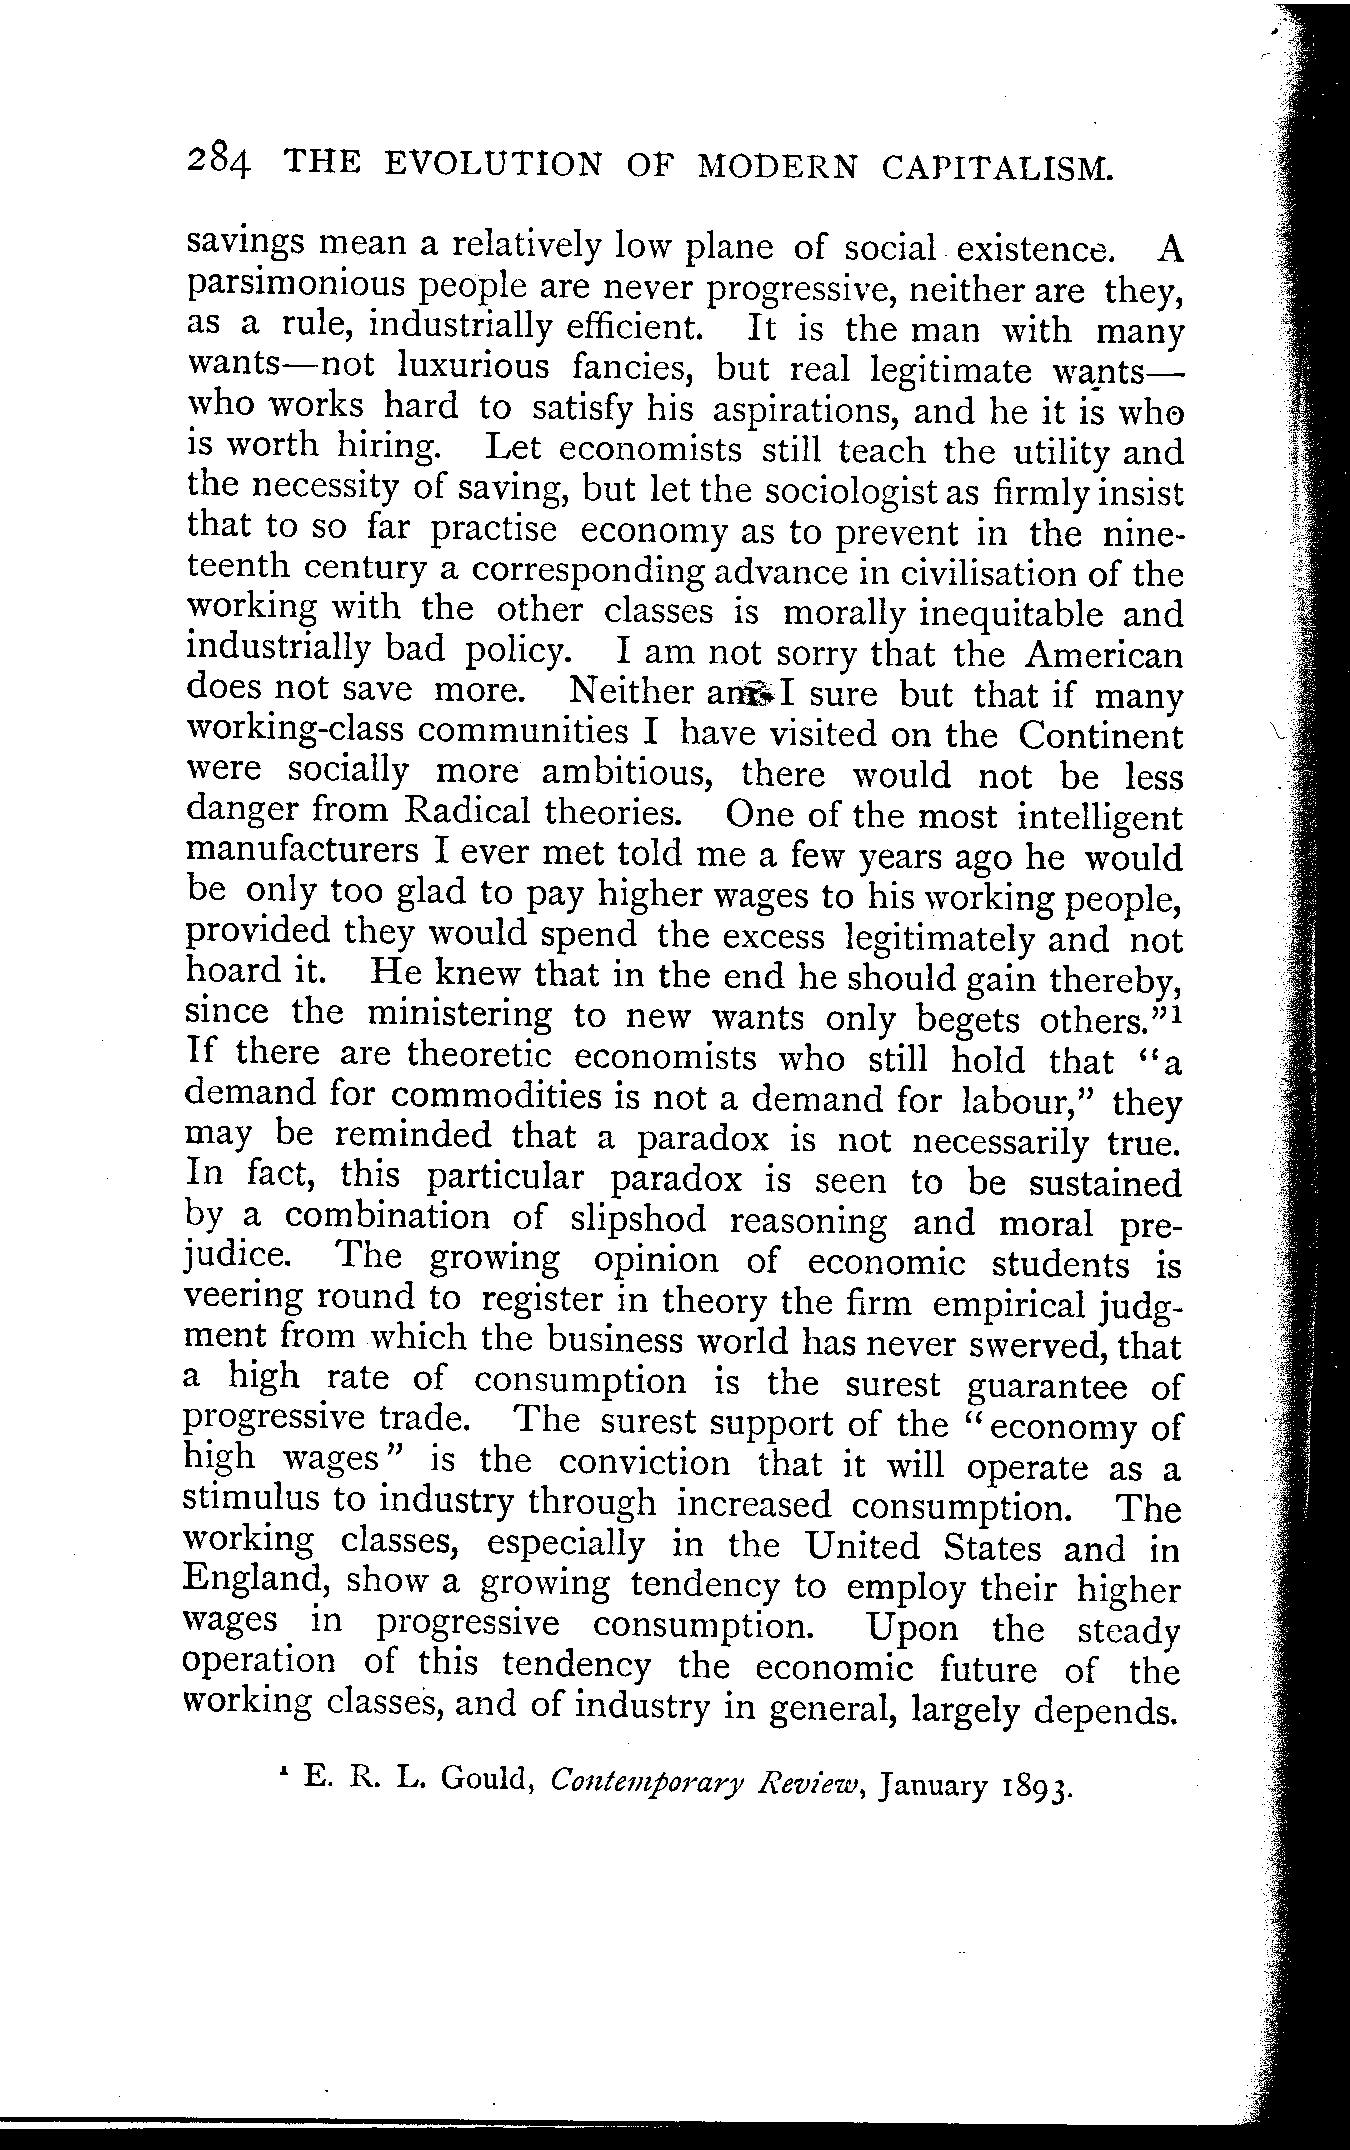 284 THE EVOLUTION OF MODERN CAPITALISM.
savings mean a relatively low plane of social existence. A
parsimonious people are never progressive, neither are they,
as a rule, industrially efficient. It is the man with many
wants—not luxurious fancies, but real legitimate wants—
who works hard to satisfy his aspirations, and he it is who
is worth hiring. Let economists still teach the utility and
the necessity of saving, but let the sociologist as firmly insist
that to so far practise economy as to prevent in the nine-
teenth century a corresponding advance in civilisation of the
working with the other classes is morally inequitable and
industrially bad policy. I am not sorry that the American
does not save more. Neither am I sure but that if many
working-class communities I have visited on the Continent
were socially more ambitious, there would not be less
danger from Radical theories. One of the most intelligent
manufacturers I ever met told me a few years ago he would
be only too glad to pay higher wages to his working people,
provided they would spend the excess legitimately and not
hoard it. He knew that in the end he should gain thereby,
since the ministering to new wants only begets others."1
If there are theoretic economists who still hold that "a
demand for commodities is not a demand for labour," they
may be reminded that a paradox is not necessarily true.
In fact, this particular paradox is seen to be sustained
by a combination of slipshod reasoning and moral pre-
judice. The growing opinion of economic students is
veering round to register in theory the firm empirical judg-
ment from which the business world has never swerved, that
a high rate of consumption is the surest guarantee of
progressive trade. The surest support of the "economy of
high wages" is the conviction that it will operate as a
stimulus to industry through increased consumption. The
working classes, especially in the United States and in
England, show a growing tendency to employ their higher
wages in progressive consumption. Upon the steady
operation of this tendency the economic future of the
working classes, and of industry in general, largely depends.
1 E. R. L. Gould, Contemporary Review, January 1893.